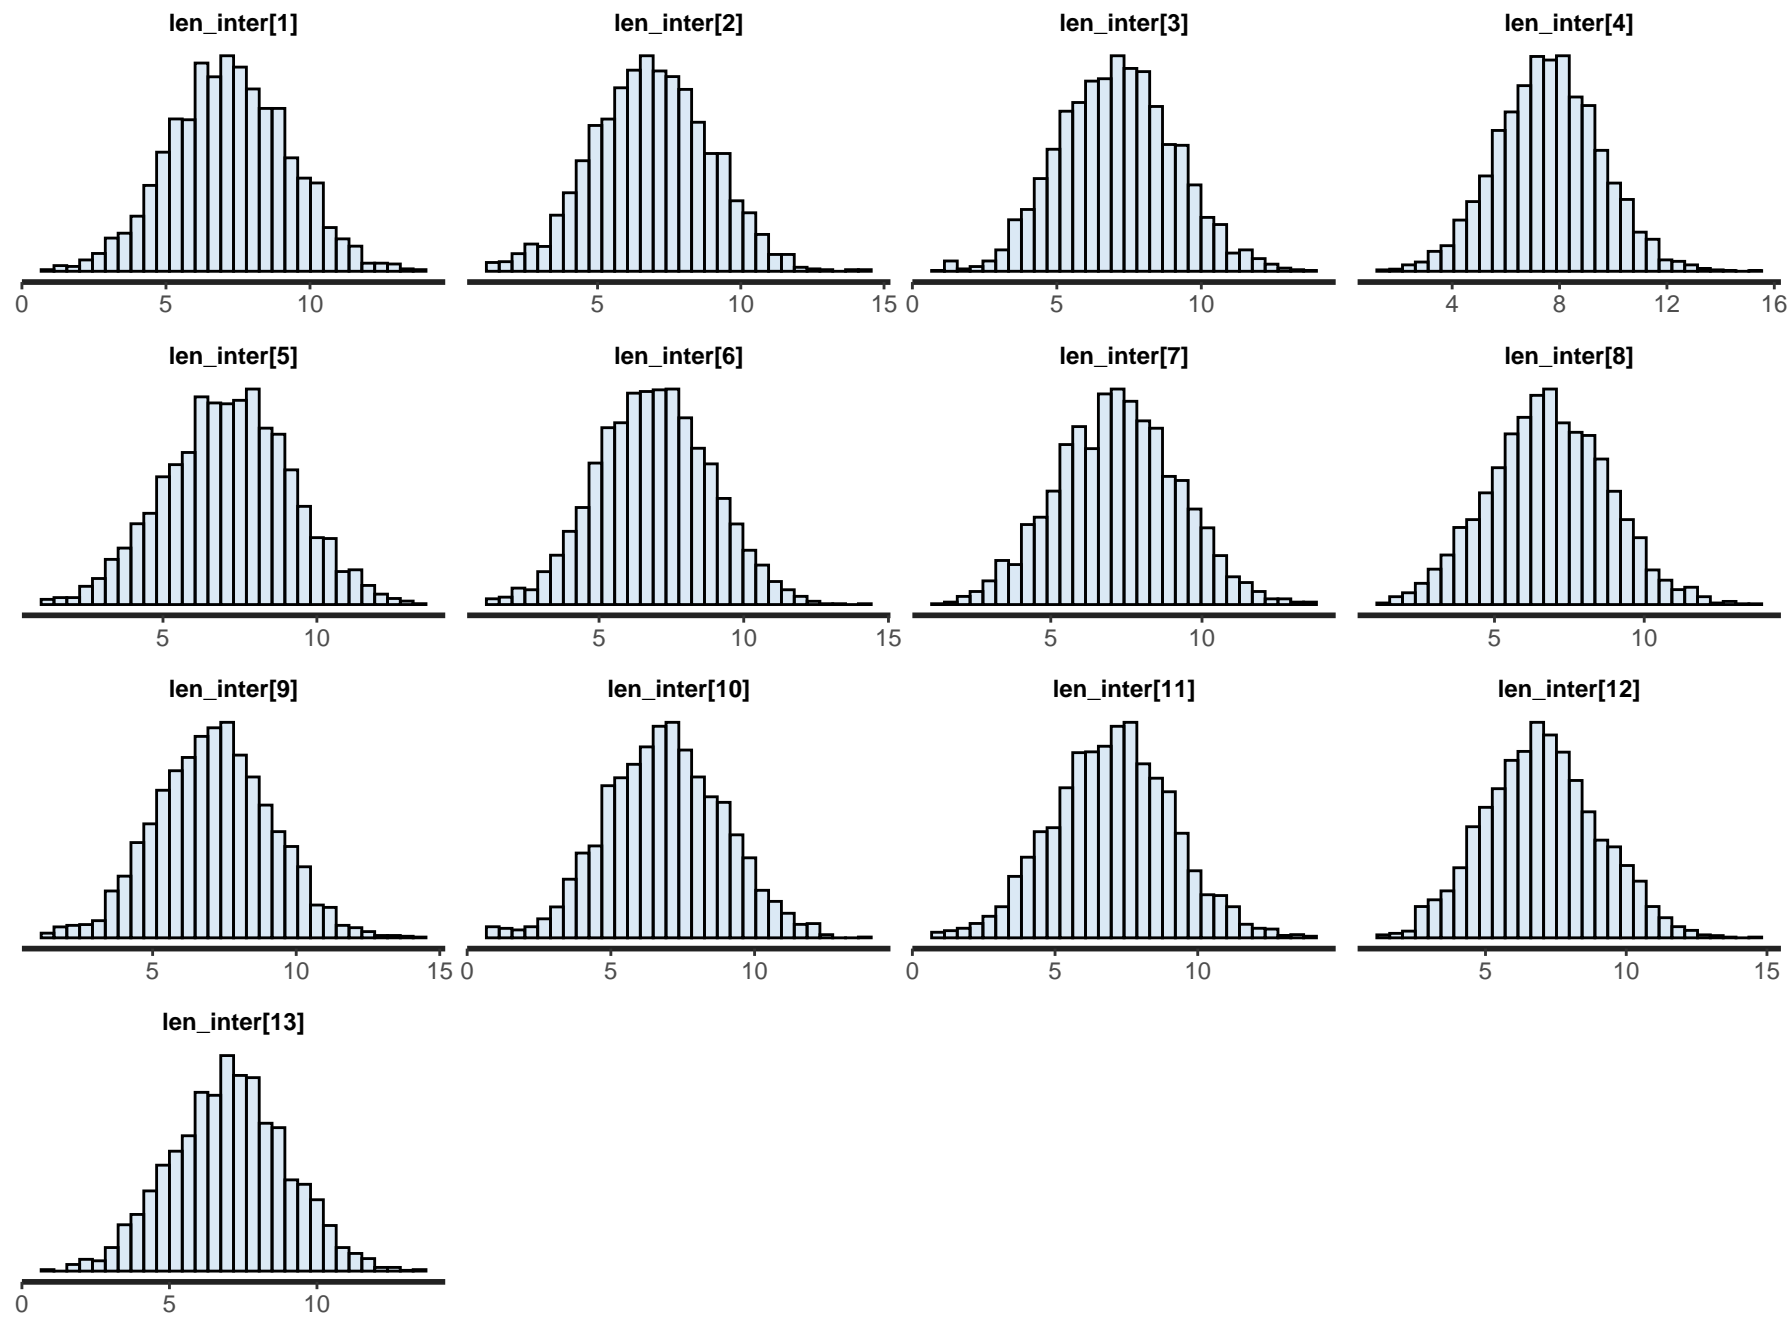 len_inter[1] len_inter[2] len_inter[3] len_inter[4]
0 5 10 5 10 15 0 5 10 4 8 12 16
len_inter[5] len_inter[6] len_inter[7] len_inter[8]
5 10 5 10 15 5 10 5 10
len_inter[9] len_inter[10] len_inter[11] len_inter[12]
5 10 15 0 5 10 0 5 10 5 10 15
len_inter[13]
0 5 10